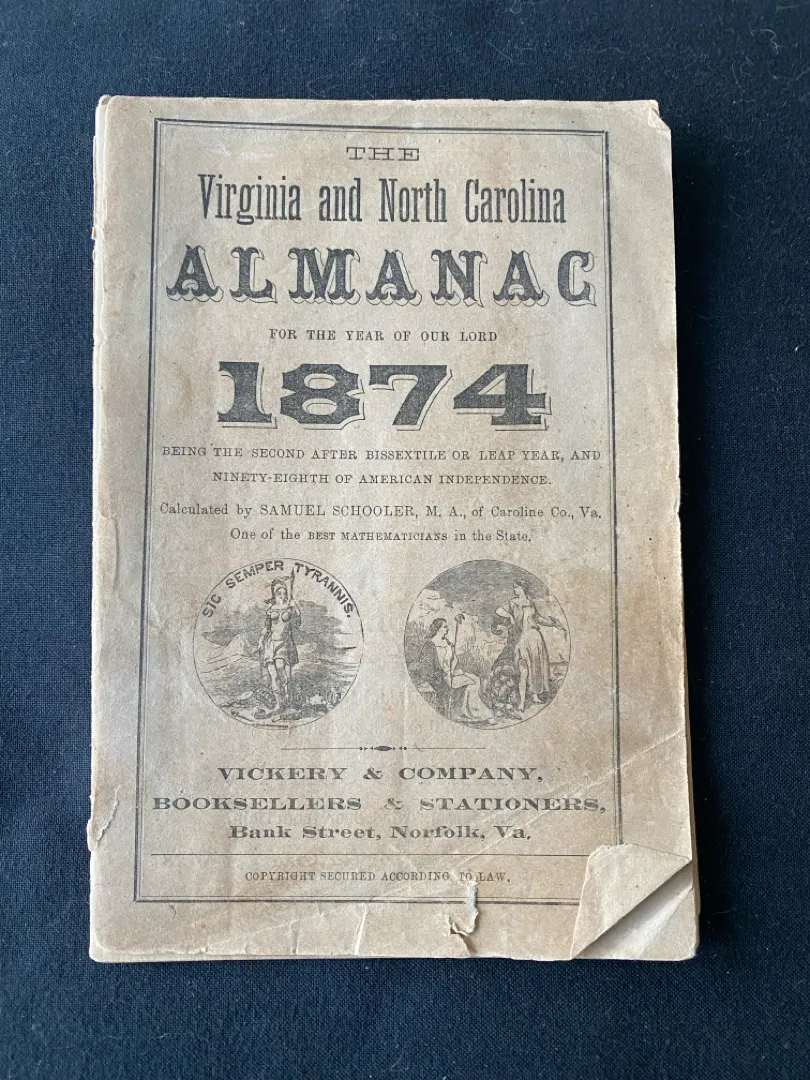 THE
Virginia and North Carolina
ALMANAC
FOR THE YEAR OF OUR LORD
1874
BEING THE SECOND AFTER BISSEXTILE OR LEAP YEAR, AND
NINETY-EIGHTH OF AMERICAN INDEPENDENCE.
Calculated by SAMUEL SCHOOLER, M. A., of Caroline Co., Va.
One of the BEST MATHEMATICIANS in the State.
SIC SEMPER TYRANNIS.
VICKERY & COMPANY,
BOOKSELLERS & STATIONERS,
Bank Street, Norfolk, Va.
COPYRIGHT SECURED ACCORDING TO LAW.